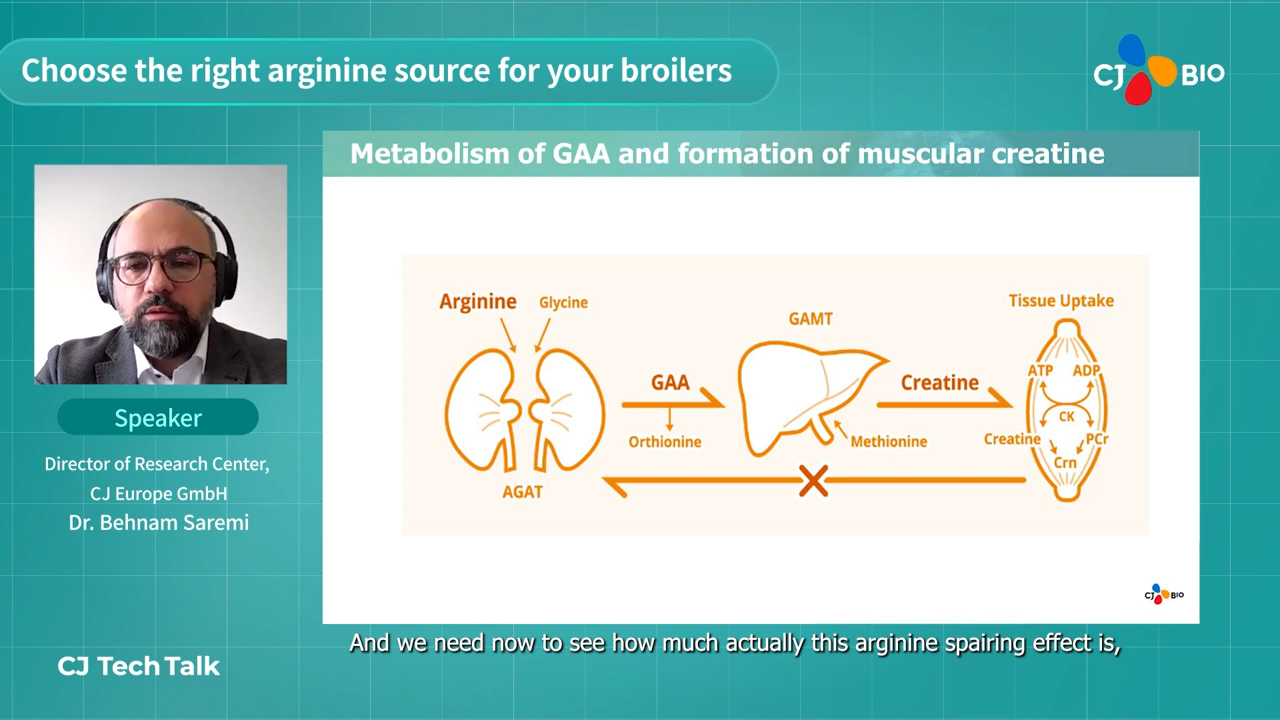 Choose the right arginine source for your broilers
CJ BIO
Metabolism of GAA and formation of muscular creatine
Arginine
Glycine
AGAT
GAA
Orthionine
GAMT
Methionine
Creatine
Tissue Uptake
ATP
ADP
CK
Creatine
PCr
Crn
CJ BIO
Speaker
Director of Research Center,
CJ Europe GmbH
Dr. Behnam Saremi
And we need now to see how much actually this arginine spairing effect is,
CJ Tech Talk